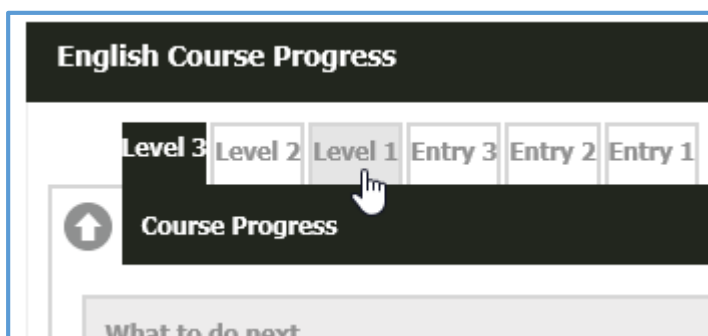 English Course Progress
Level 3 Level 2 Level 1 Entry 3 Entry 2 Entry 1
Course Progress
What to do next